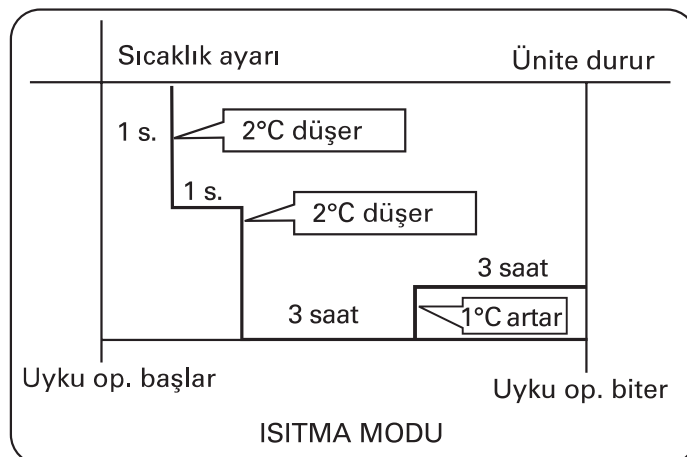 Sıcaklık ayarı
Ünite durur
1 s.
2°C düşer
1 s.
2°C düşer
3 saat
3 saat
1°C artar
Uyku op. başlar
Uyku op. biter
ISITMA MODU